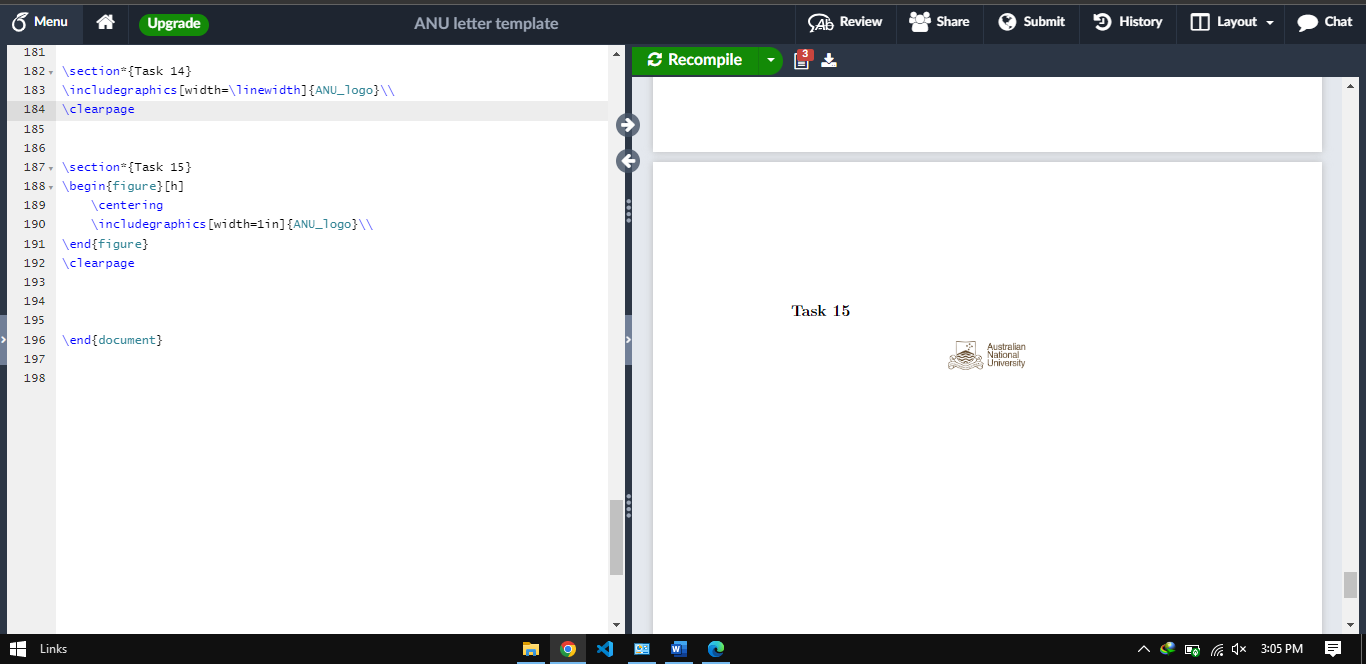 Menu
Upgrade
ANU letter template
Review
Share
Submit
History
Layout
Chat
181
182 \section*{Task 14}
183 \includegraphics[width=\linewidth]{ANU_logo}\\
184 \clearpage
185
186
187 \section*{Task 15}
188 \begin{figure}[h]
189 \centering
190 \includegraphics[width=1in]{ANU_logo}\\
191 \end{figure}
192 \clearpage
193
194
195
196 \end{document}
197
198
Recompile
3
Task 15
Australian
National
University
Links
3:05 PM